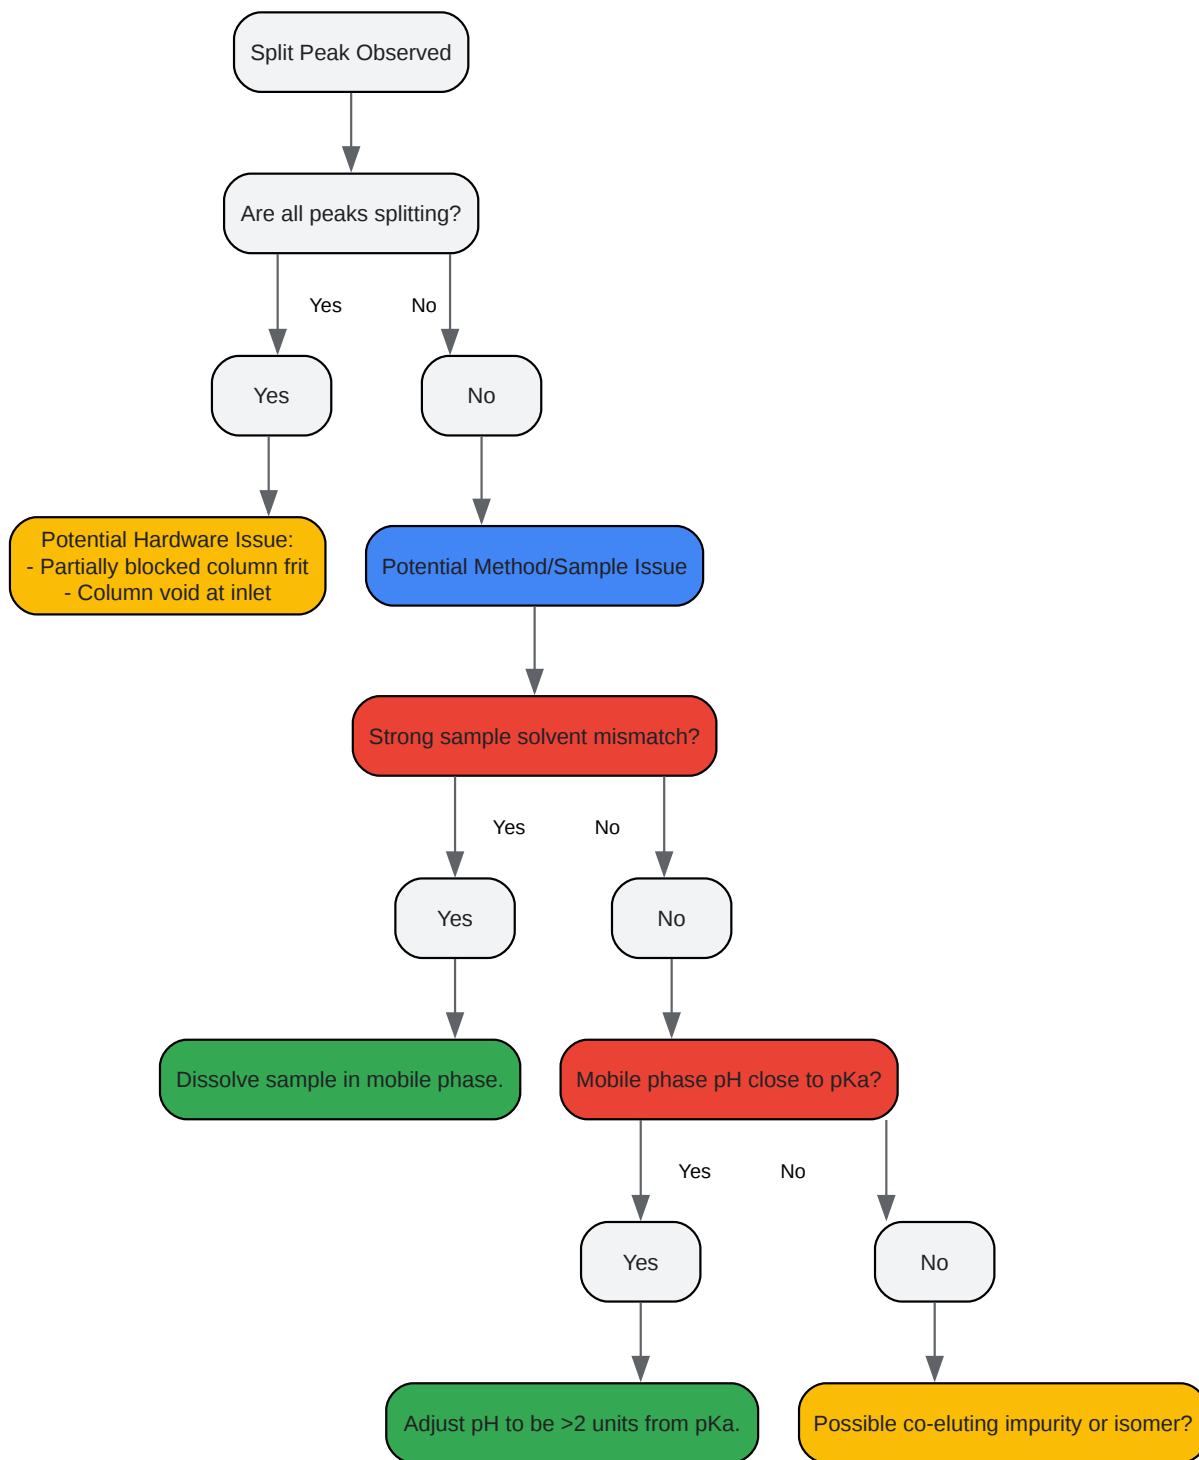 Split Peak Observed
Are all peaks splitting?
Yes
No
Yes
No
Potential Hardware Issue:
- Partially blocked column frit
- Column void at inlet
Potential Method/Sample Issue
Strong sample solvent mismatch?
Yes
No
Yes
No
Dissolve sample in mobile phase.
Mobile phase pH close to pKa?
Yes
No
Yes
No
Adjust pH to be >2 units from pKa.
Possible co-eluting impurity or isomer?